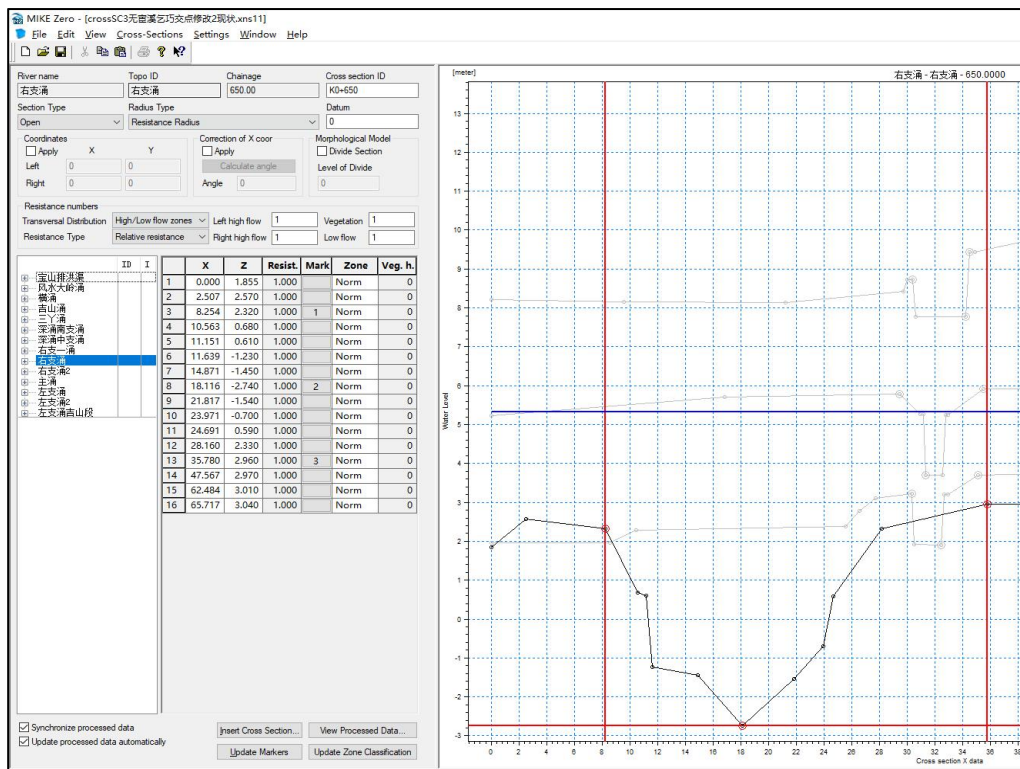 MIKE Zero - [crossSC3无宙溪乞巧交点修改2现状.xns11]
File Edit View Cross-Sections Settings Window Help
River name Topo ID Chainage Cross section ID
右支涌 右支涌 650.00 K0+650
Section Type Radius Type Datum
Open Resistance Radius 0
Coordinates Correction of X coor Morphological Model
Apply X Y Apply Divide Section
Left 0 0 Calculate angle Level of Divide
Right 0 0 Angle 0 0
Resistance numbers
Transversal Distribution High/Low flow zones Left high flow 1 Vegetation 1
Resistance Type Relative resistance Right high flow 1 Low flow 1
ID I
宝山排洪渠
风水大岭涌
横涌
吉山涌
三丫涌
深涌南支涌
深涌中支涌
右支一涌
右支涌
右支涌2
主涌
左支涌
左支涌2
左支涌吉山段
X Z Resist. Mark Zone Veg. h.
1 0.000 1.855 1.000 Norm 0
2 2.507 2.570 1.000 Norm 0
3 8.254 2.320 1.000 1 Norm 0
4 10.563 0.680 1.000 Norm 0
5 11.151 0.610 1.000 Norm 0
6 11.639 -1.230 1.000 Norm 0
7 14.871 -1.450 1.000 Norm 0
8 18.116 -2.740 1.000 2 Norm 0
9 21.817 -1.540 1.000 Norm 0
10 23.971 -0.700 1.000 Norm 0
11 24.691 0.590 1.000 Norm 0
12 28.160 2.330 1.000 Norm 0
13 35.780 2.960 1.000 3 Norm 0
14 47.567 2.970 1.000 Norm 0
15 62.484 3.010 1.000 Norm 0
16 65.717 3.040 1.000 Norm 0
Synchronize processed data
Update processed data automatically
Insert Cross Section... View Processed Data...
Update Markers Update Zone Classification
[meter]
右支涌 - 右支涌 - 650.0000
13
12
11
10
9
8
7
6
5
4
3
2
1
0
-1
-2
-3
Water Level
0 2 4 6 8 10 12 14 16 18 20 22 24 26 28 30 32 34 36 38
Cross section X data